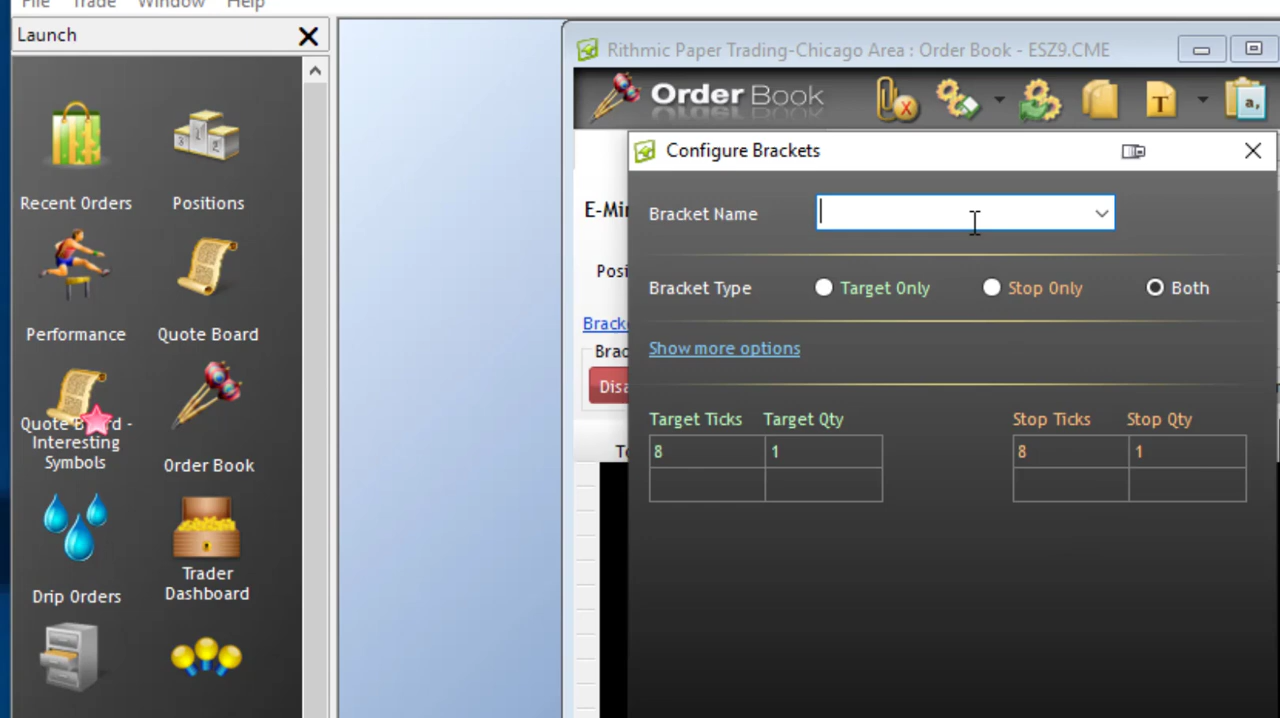 File Trade Window Help
Launch
Recent Orders
Positions
Performance
Quote Board
Quote B rd -
Interesting
Symbols
Order Book
Drip Orders
Trader
Dashboard
Rithmic Paper Trading-Chicago Area : Order Book - ESZ9.CME
Order Book
T
a,
Configure Brackets
E-Mi
Posi
Brack
Brac
Disa
Bracket Name
Bracket Type
Target Only
Stop Only
Both
Show more options
Target Ticks Target Qty
8 1
Stop Ticks Stop Qty
8 1